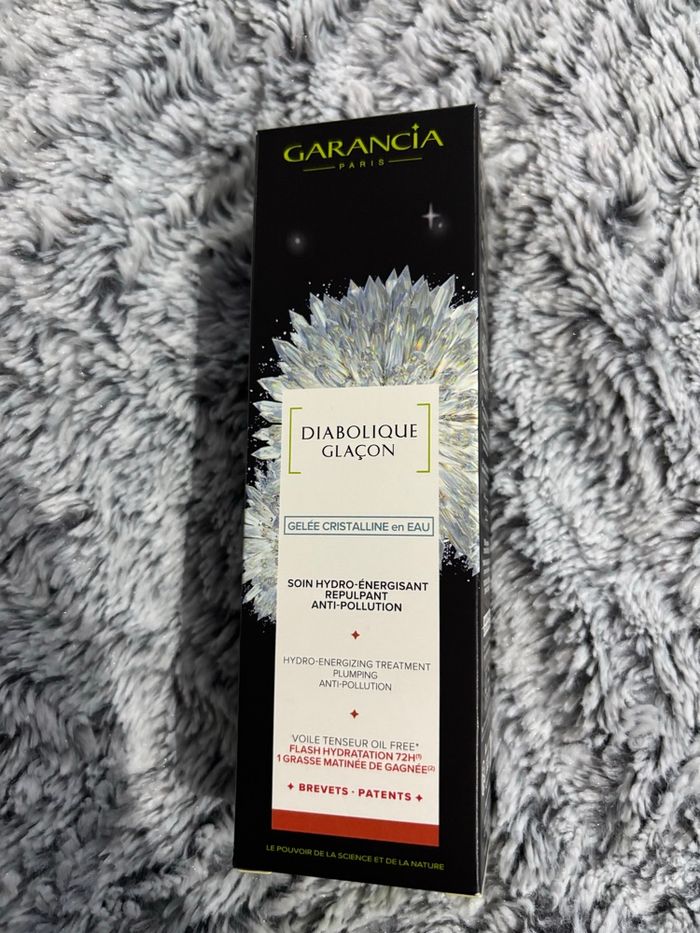 GARANCIA
PARIS
DIABOLIQUE
GLAÇON
GELÉE CRISTALLINE en EAU
SOIN HYDRO-ÉNERGISANT
REPULPANT
ANTI-POLLUTION
HYDRO-ENERGIZING TREATMENT
PLUMPING
ANTI-POLLUTION
VOILE TENSEUR OIL FREE*
FLASH HYDRATATION 72H(1)
1 GRASSE MATINÉE DE GAGNÉE(2)
BREVETS · PATENTS
LE POUVOIR DE LA SCIENCE ET DE LA NATURE